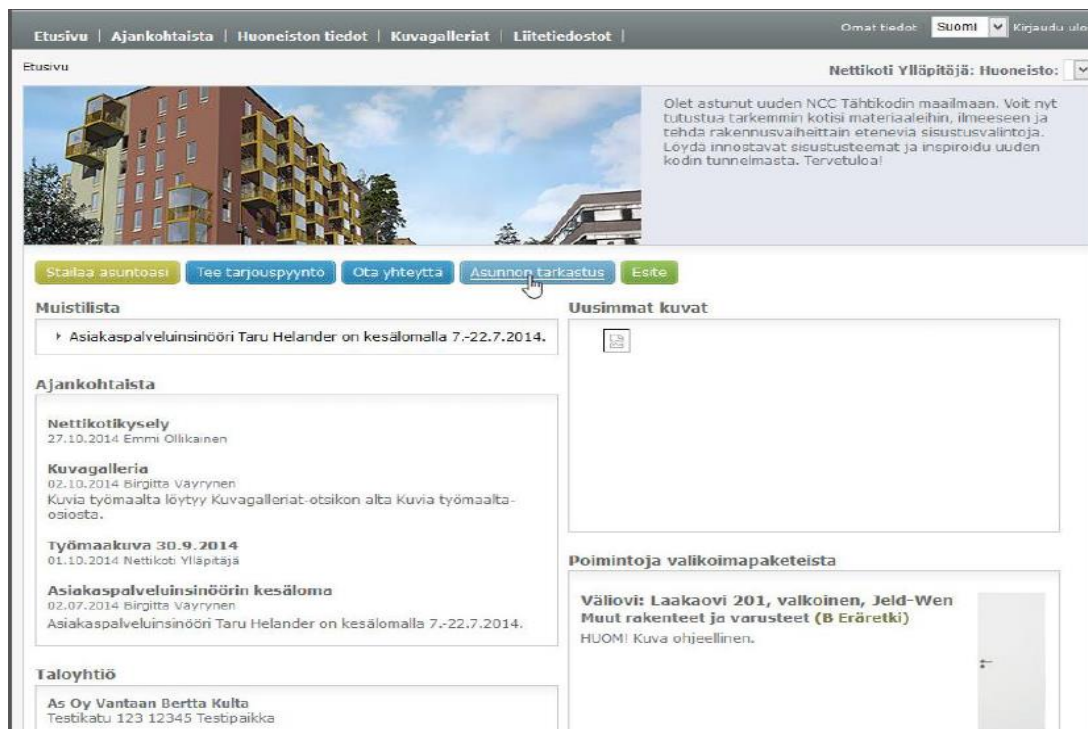 Etusivu | Ajankohtaista | Huoneiston tiedot | Kuvagalleriat | Liitetiedostot |
Omat tiedot Suomi Kirjaudu ulo
Etusivu
Nettikoti Ylläpitäjä: Huoneisto:
Olet astunut uuden NCC Tähtikodin maailmaan. Voit nyt
tutustua tarkemmin kotisi materiaaleihin, ilmeeseen ja
tehdä rakennusvaiheittain eteneviä sisustusvalintoja.
Löydä innostavat sisustusteemat ja inspiroidu uuden
kodin tunnelmasta. Tervetuloa!
Stailaa asuntoasi Tee tarjouspyyntö Ota yhteyttä Asunnon tarkastus Esite
Muistilista
Asiakaspalveluinsinööri Taru Helander on kesälomalla 7.-22.7.2014.
Ajankohtaista
Nettikotikysely
27.10.2014 Emmi Ollikainen
Kuvagalleria
02.10.2014 Birgitta Väyrynen
Kuvia työmaalta löytyy Kuvagalleriat-otsikon alta Kuvia työmaalta-
osiosta.
Työmaakuva 30.9.2014
01.10.2014 Nettikoti Ylläpitäjä
Asiakaspalveluinsinöörin kesäloma
02.07.2014 Birgitta Väyrynen
Asiakaspalveluinsinööri Taru Helander on kesälomalla 7.-22.7.2014.
Taloyhtiö
As Oy Vantaan Bertta Kulta
Testikatu 123 12345 Testipaikka
Uusimmat kuvat
Poimintoja valikoimapaketeista
Väliovi: Laakaovi 201, valkoinen, Jeld-Wen
Muut rakenteet ja varusteet (B Eräretki)
HUOM! Kuva ohjeellinen.